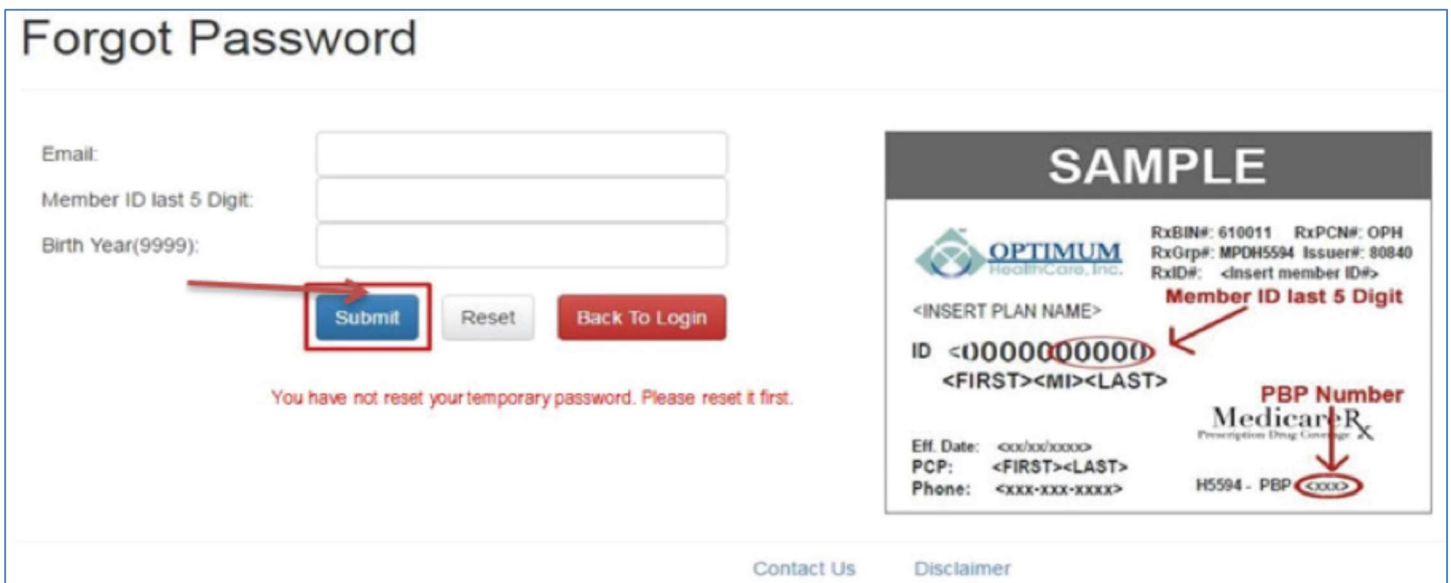 Forgot Password
Email:
Member ID last 5 Digit:
Birth Year(9999):
Submit
Reset
Back To Login
You have not reset your temporary password. Please reset it first.
SAMPLE
OPTIMUM
HealthCare, Inc.
RxBIN#: 610011 RxPCN#: OPH
RxGrp#: MPDH5594 Issuer#: 80840
RxID#: <Insert member ID#>
Member ID last 5 Digit
<INSERT PLAN NAME>
ID <0000000000>
<FIRST><MI><LAST>
PBP Number
MedicareRx
Prescription Drug Coverage
Eff. Date: <xx/xx/xxxx>
PCP: <FIRST><LAST>
Phone: <xxx-xxx-xxxx>
H5594 - PBP <xxx>
Contact Us
Disclaimer